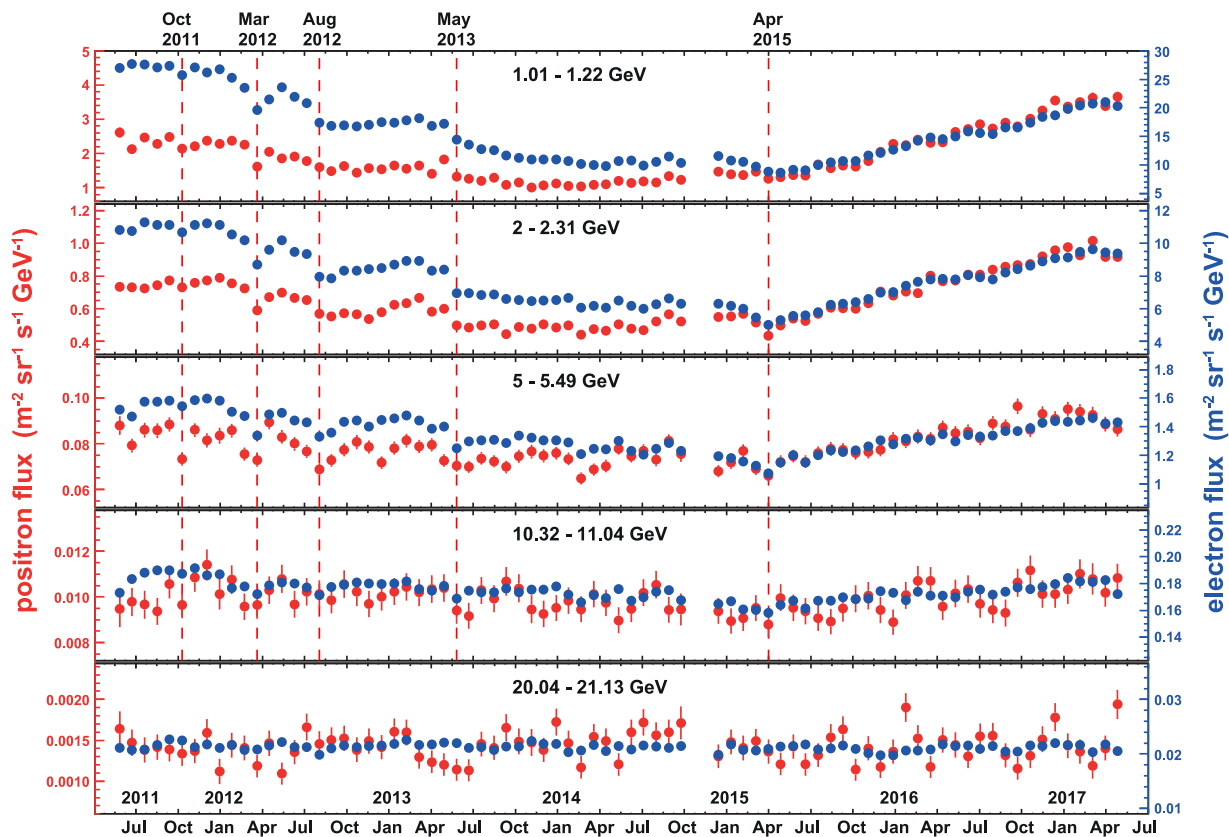 Oct Mar Aug May Apr
2011 2012 2012 2013 2015
5 30
1.01 - 1.22 GeV
4 25
20
3 15
2 10
1 5
1.2 12
2 - 2.31 GeV
1.0 10
0.8 8
0.6 6
0.4 4
1.8
5 - 5.49 GeV
0.10 1.6
1.4
0.08 1.2
0.06 1
0.22
10.32 - 11.04 GeV
0.012 0.20
0.18
0.010 0.16
0.008 0.14
20.04 - 21.13 GeV
0.0020 0.03
0.0015 0.02
0.0010
0.01
2011 2012 2013 2014 2015 2016 2017
Jul Oct Jan Apr Jul Oct Jan Apr Jul Oct Jan Apr Jul Oct Jan Apr Jul Oct Jan Apr Jul Oct Jan Apr Jul
positron flux (m⁻² sr⁻¹ s⁻¹ GeV⁻¹)
electron flux (m⁻² sr⁻¹ s⁻¹ GeV⁻¹)